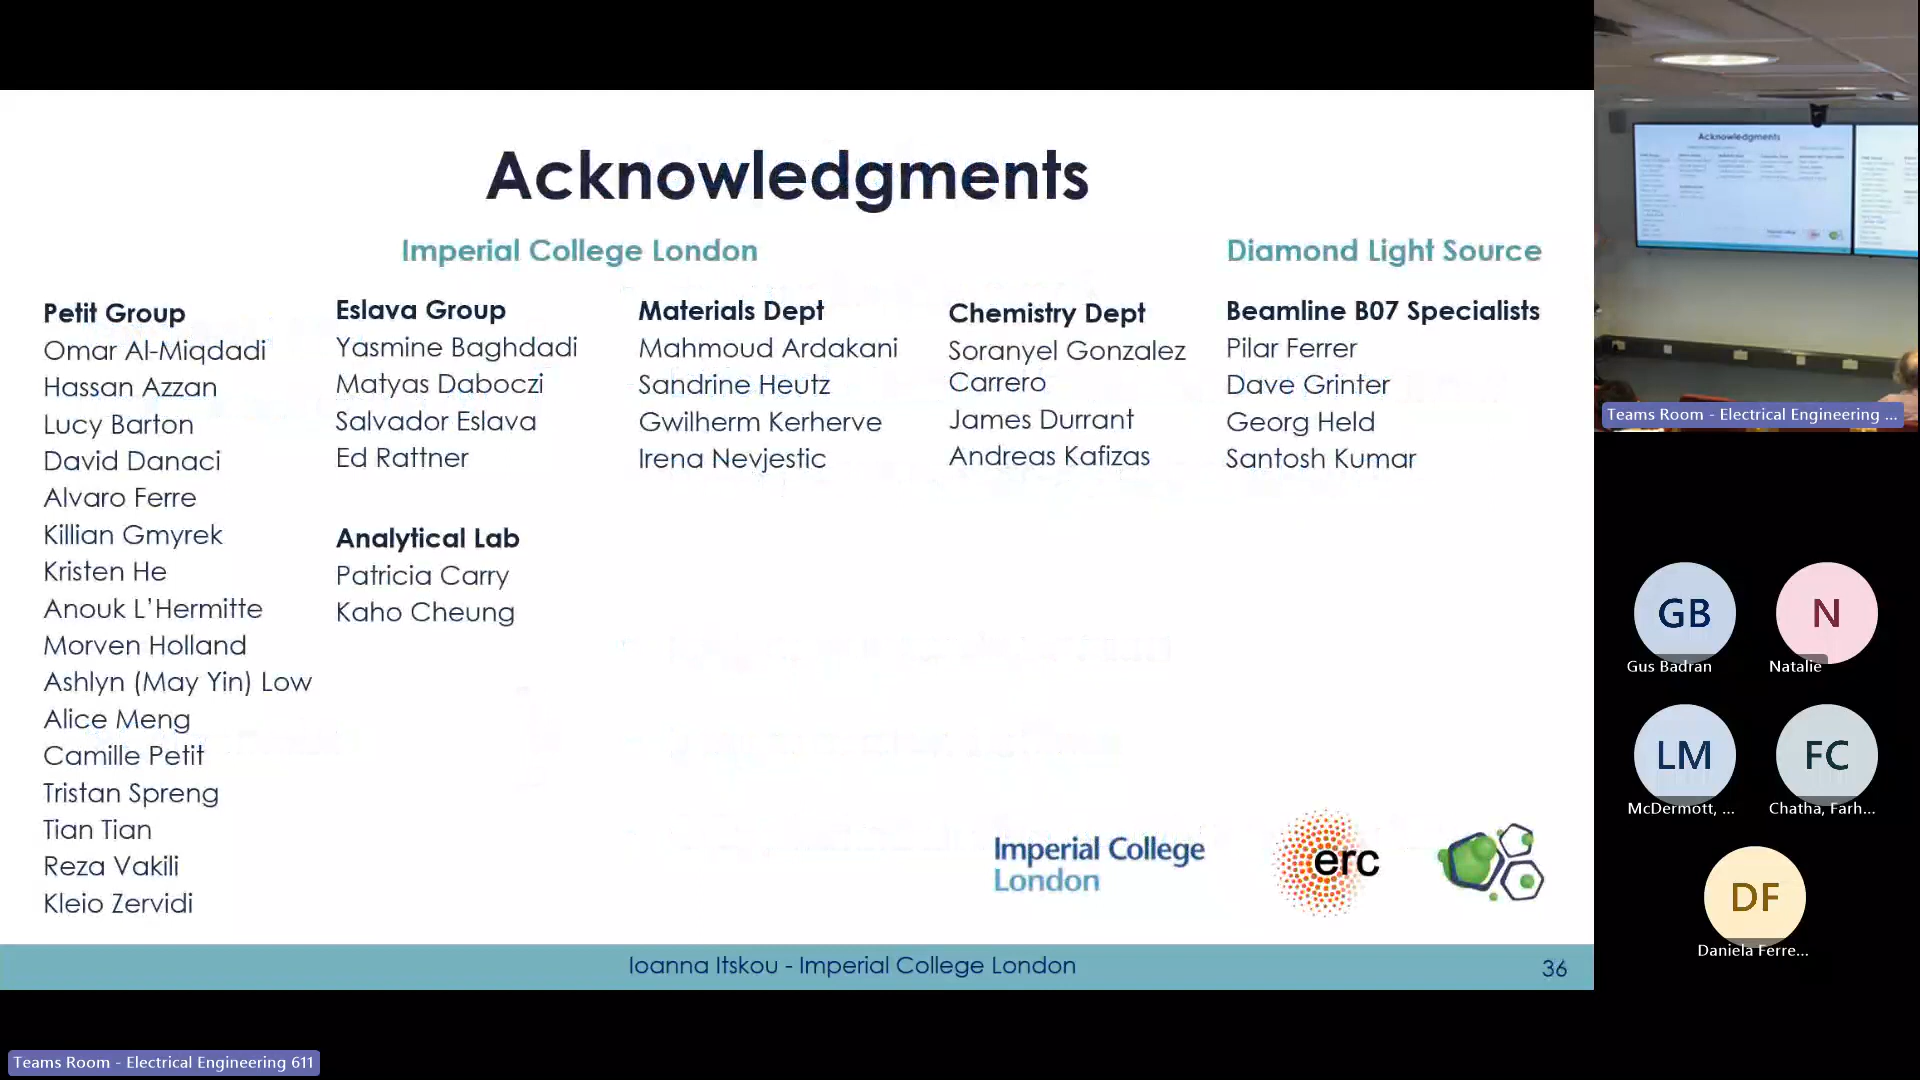 Acknowledgments
Imperial College London
Diamond Light Source
Petit Group
Omar Al-Miqdadi
Hassan Azzan
Lucy Barton
David Danaci
Alvaro Ferre
Killian Gmyrek
Kristen He
Anouk L'Hermitte
Morven Holland
Ashlyn (May Yin) Low
Alice Meng
Camille Petit
Tristan Spreng
Tian Tian
Reza Vakili
Kleio Zervidi
Eslava Group
Yasmine Baghdadi
Matyas Daboczi
Salvador Eslava
Ed Rattner
Analytical Lab
Patricia Carry
Kaho Cheung
Materials Dept
Mahmoud Ardakani
Sandrine Heutz
Gwilherm Kerherve
Irena Nevjestic
Chemistry Dept
Soranyel Gonzalez
Carrero
James Durrant
Andreas Kafizas
Beamline B07 Specialists
Pilar Ferrer
Dave Grinter
Georg Held
Santosh Kumar
Imperial College
London
erc
Ioanna Itskou - Imperial College London
36
Teams Room - Electrical Engineering 611
Acknowledgments
Teams Room - Electrical Engineering ...
GB
Gus Badran
N
Natalie
LM
McDermott, ...
FC
Chatha, Farh...
DF
Daniela Ferre...